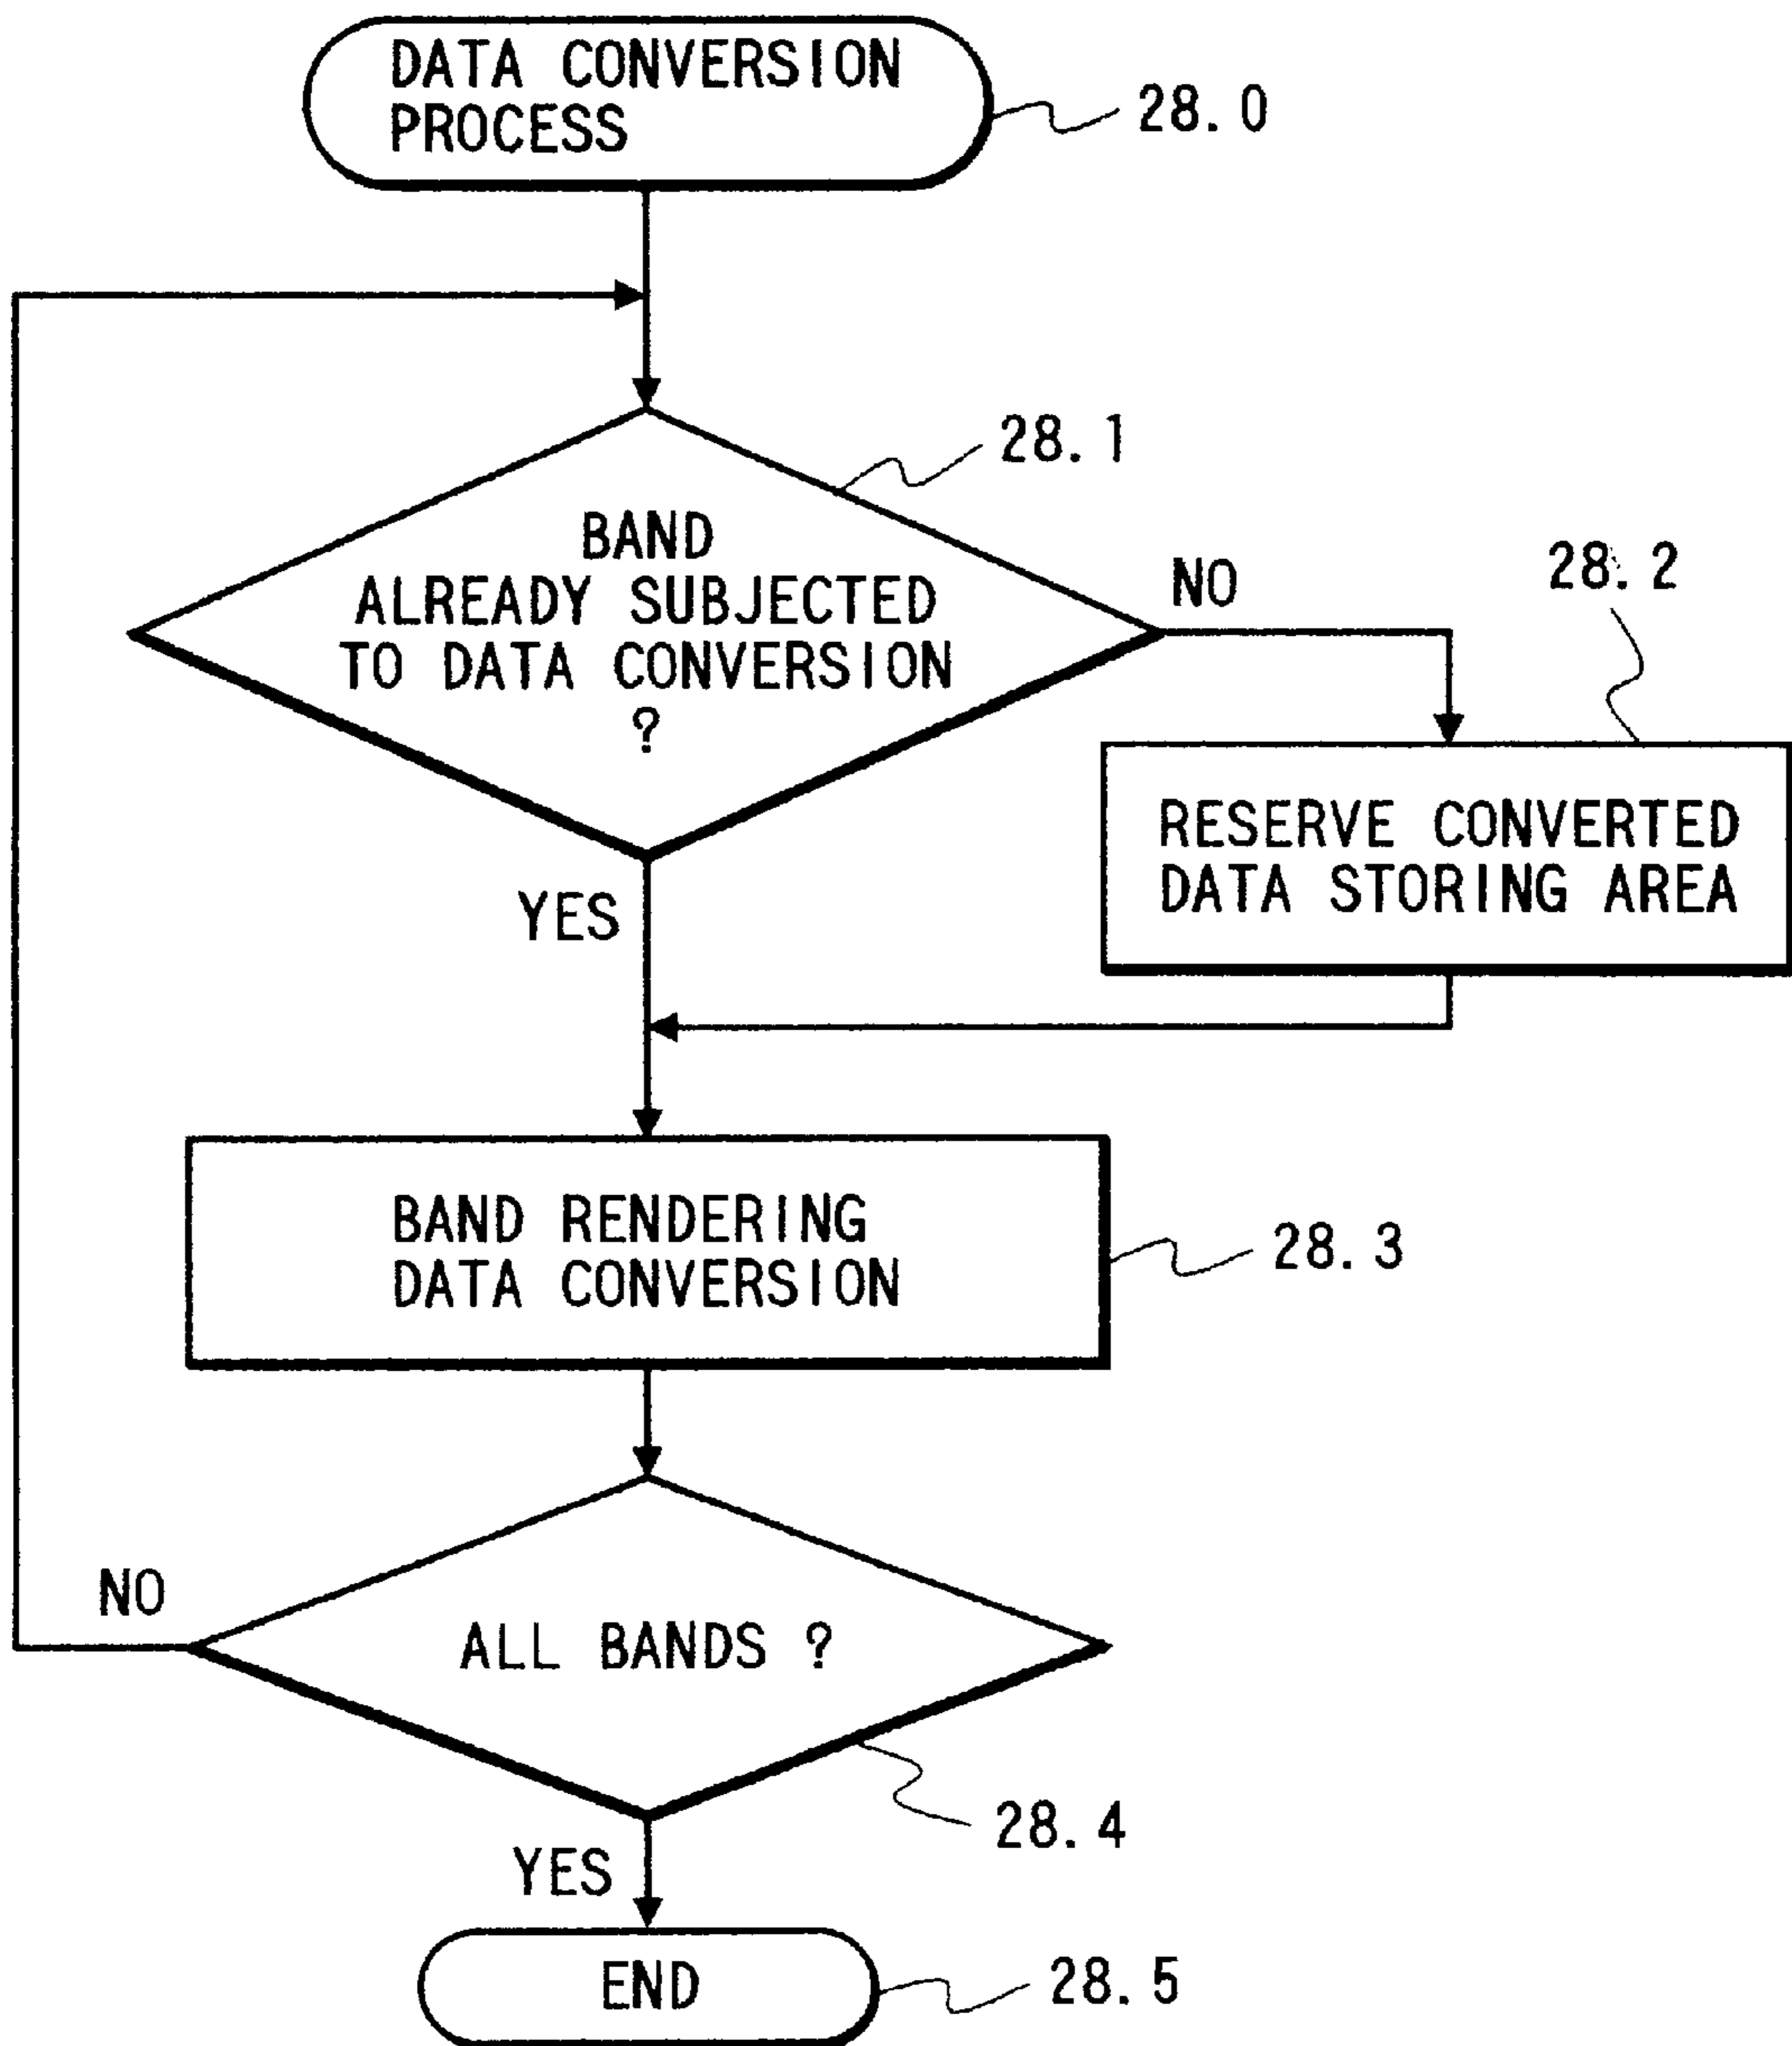 DATA CONVERSION
PROCESS
28.0
28.1
BAND
ALREADY SUBJECTED
TO DATA CONVERSION
?
NO
28.2
RESERVE CONVERTED
DATA STORING AREA
YES
BAND RENDERING
DATA CONVERSION
28.3
NO
ALL BANDS ?
28.4
YES
END
28.5